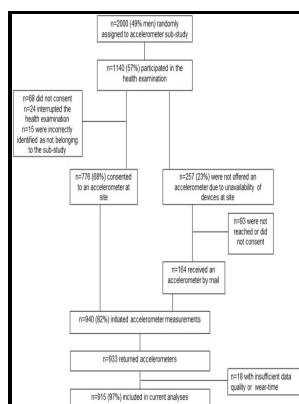 n=2000 (49% men) randomly
assigned to accelerometer sub-study
n=1140 (57%) participated in the
health examination
n=68 did not consent
n=24 interrupted the
health examination
n=15 were incorrectly
identified as not belonging
to the sub-study
n=776 (68%) consented
to an accelerometer at
site
n=257 (23%) were not offered
an
accelerometer due to unavailability of
devices at site
n=93 were not
reached or did
not consent
n=164 received an
accelerometer by mail
n=940 (82%) initiated accelerometer measurements
n=933 returned accelerometers
n=18 with insufficient data
quality or wear-time
n=915 (97%) included in current analyses